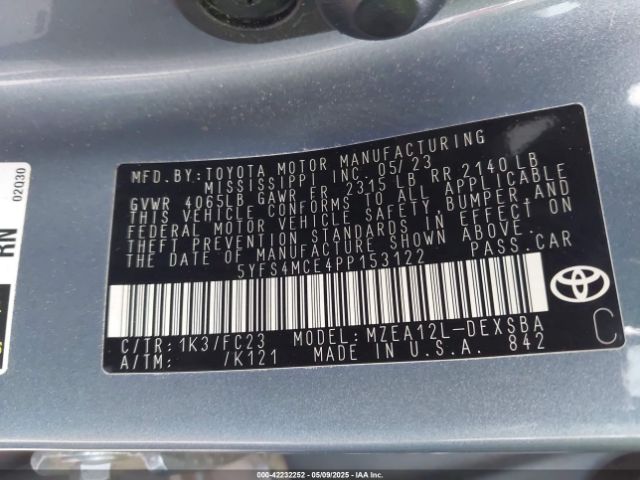 MFD. BY:TOYOTA MOTOR MANUFACTURING
MISSISSIPPI INC. 05/23
GVWR 4065LB GAWR FR 2315 LB RR 2140 LB
THIS VEHICLE CONFORMS TO ALL APPLICABLE
FEDERAL MOTOR VEHICLE SAFETY BUMPER, AND
THEFT PREVENTION STANDARDS IN EFFECT ON
THE DATE OF MANUFACTURE SHOWN ABOVE.
5YFS4MCE4PP153122 PASS.CAR
C/TR:1K3/FC23 MODEL:MZEA12L-DEXSBA
A/TM: /K121 MADE IN U.S.A. 842
C
02030
RN
IAA 42232252 — 05/09/2025 — IAAI.COM